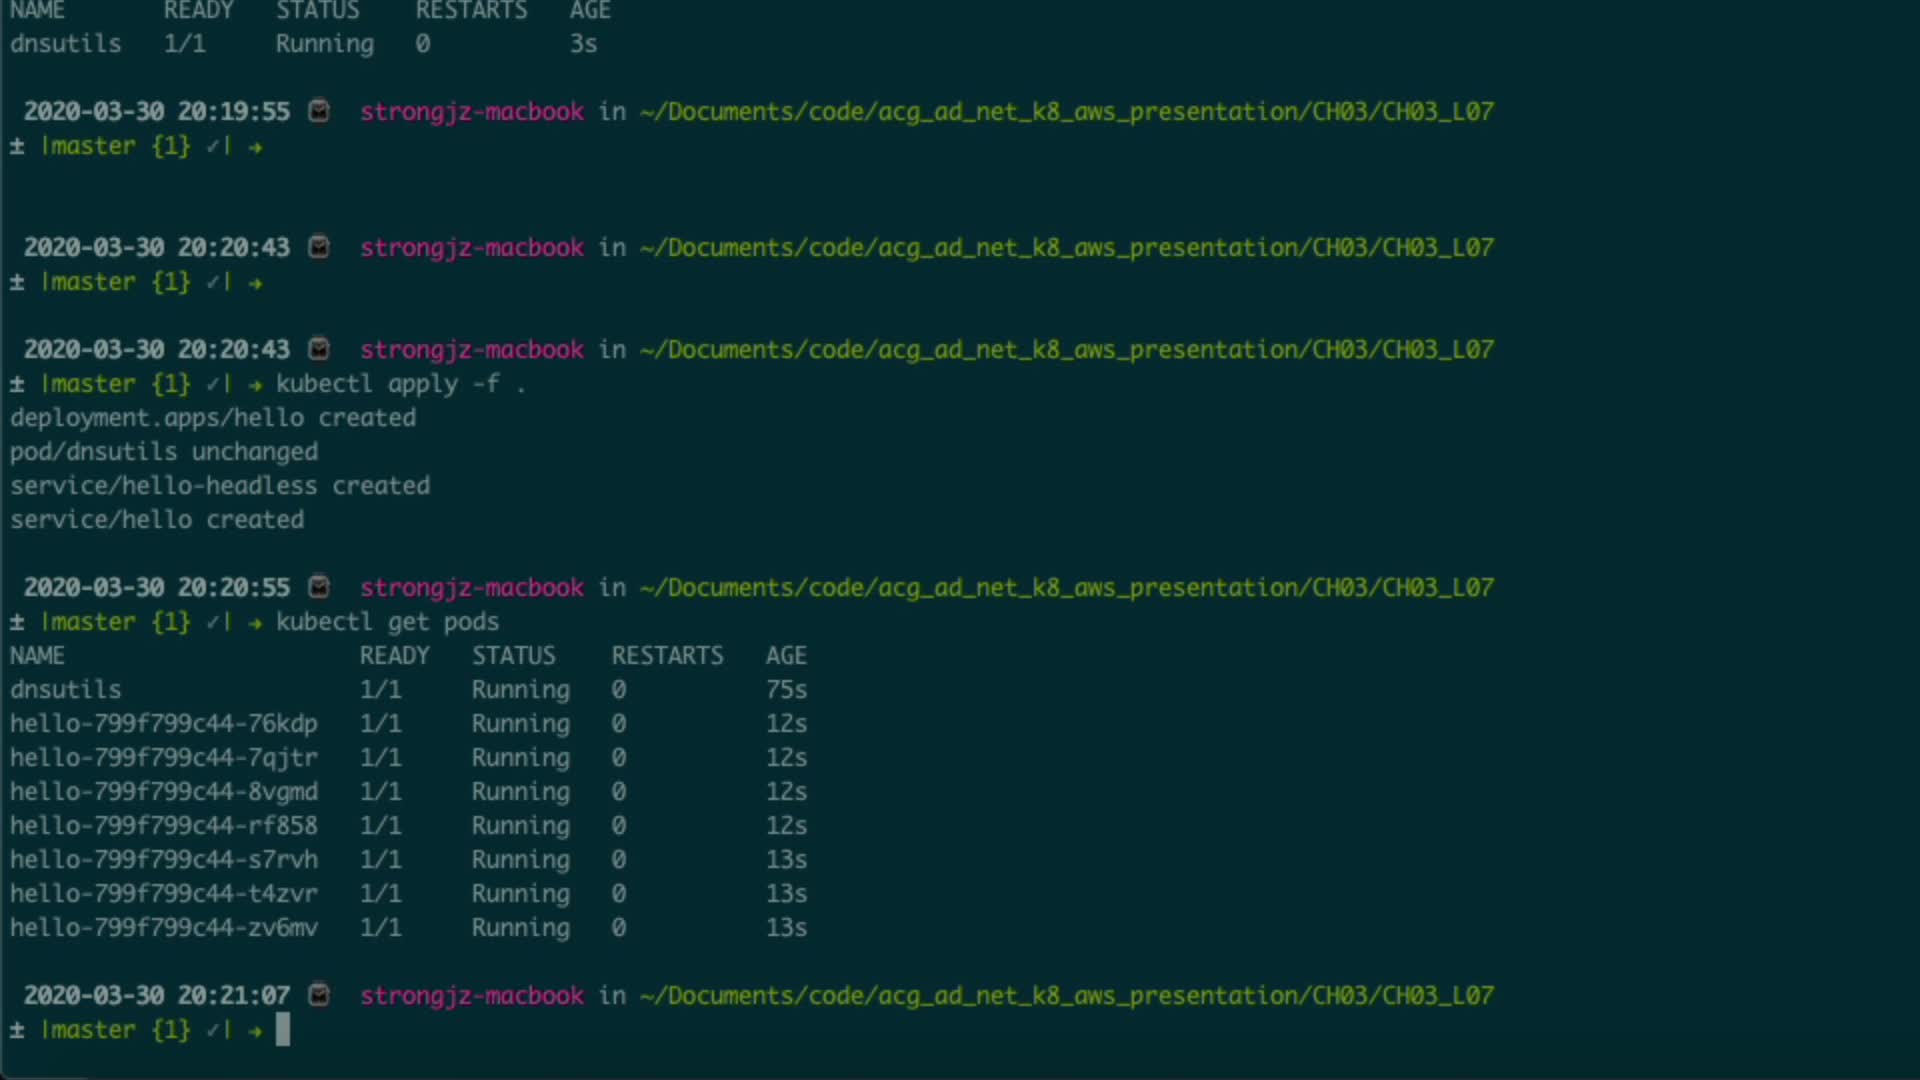 NAME READY STATUS RESTARTS AGE
dnsutils 1/1 Running 0 3s
2020-03-30 20:19:55 strongjz-macbook in ~/Documents/code/acg_ad_net_k8_aws_presentation/CH03/CH03_L07
± |master {1} ✓| →
2020-03-30 20:20:43 strongjz-macbook in ~/Documents/code/acg_ad_net_k8_aws_presentation/CH03/CH03_L07
± |master {1} ✓| →
2020-03-30 20:20:43 strongjz-macbook in ~/Documents/code/acg_ad_net_k8_aws_presentation/CH03/CH03_L07
± |master {1} ✓| → kubectl apply -f .
deployment.apps/hello created
pod/dnsutils unchanged
service/hello-headless created
service/hello created
2020-03-30 20:20:55 strongjz-macbook in ~/Documents/code/acg_ad_net_k8_aws_presentation/CH03/CH03_L07
± |master {1} ✓| → kubectl get pods
NAME READY STATUS RESTARTS AGE
dnsutils 1/1 Running 0 75s
hello-799f799c44-76kdp 1/1 Running 0 12s
hello-799f799c44-7qjtr 1/1 Running 0 12s
hello-799f799c44-8vgmd 1/1 Running 0 12s
hello-799f799c44-rf858 1/1 Running 0 12s
hello-799f799c44-s7rvh 1/1 Running 0 13s
hello-799f799c44-t4zvr 1/1 Running 0 13s
hello-799f799c44-zv6mv 1/1 Running 0 13s
2020-03-30 20:21:07 strongjz-macbook in ~/Documents/code/acg_ad_net_k8_aws_presentation/CH03/CH03_L07
± |master {1} ✓| →